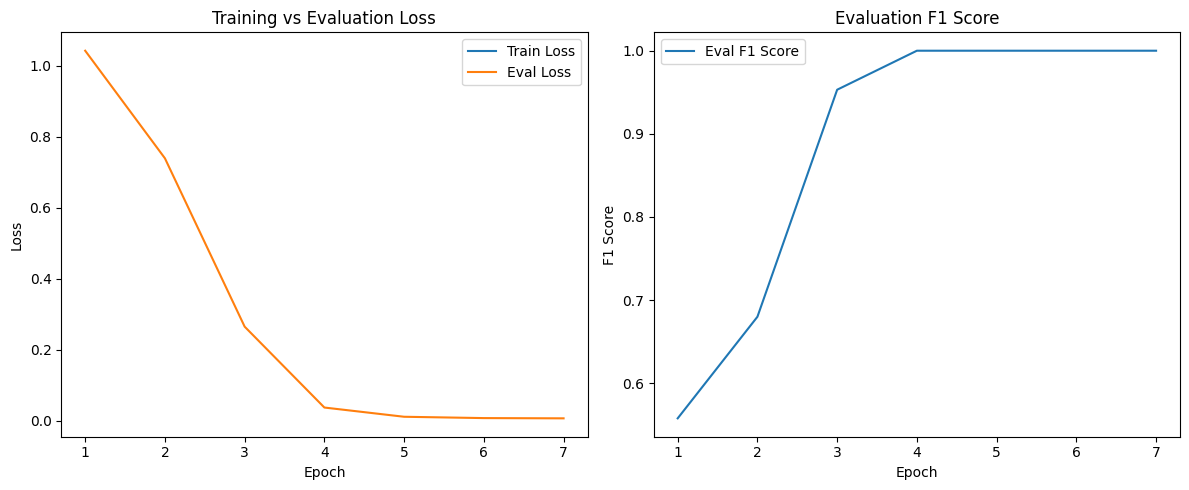 Training vs Evaluation Loss
Train Loss
Eval Loss
1.0
0.8
0.6
0.4
0.2
0.0
Loss
1 2 3 4 5 6 7
Epoch
Evaluation F1 Score
Eval F1 Score
1.0
0.9
0.8
0.7
0.6
F1 Score
1 2 3 4 5 6 7
Epoch